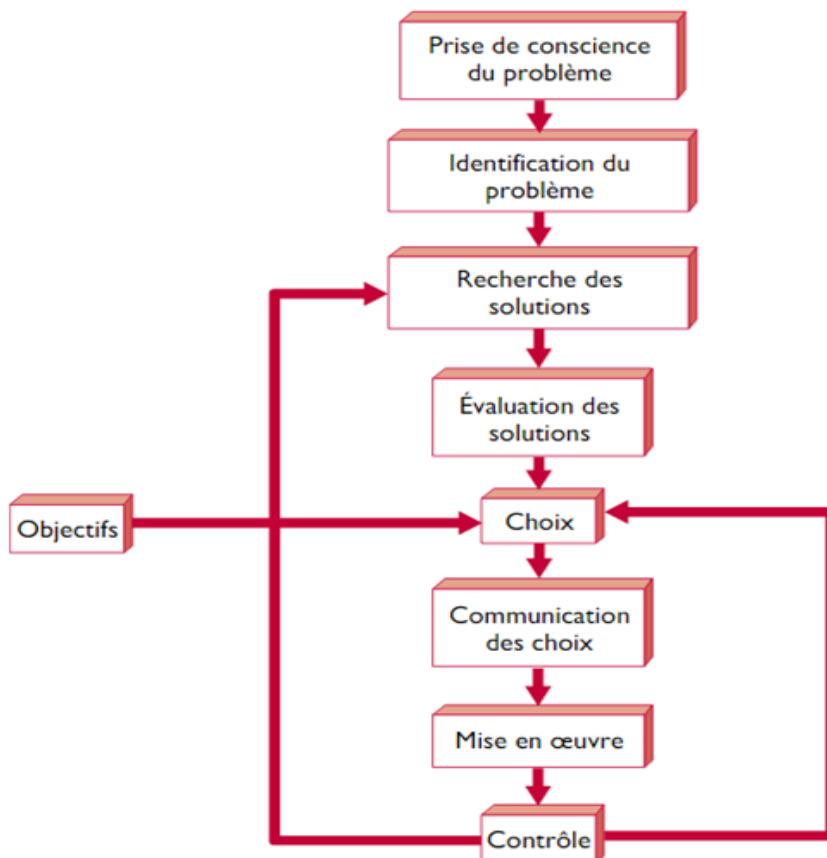 Prise de conscience
du problème
Identification du
problème
Recherche des
solutions
Évaluation des
solutions
Objectifs
Choix
Communication
des choix
Mise en œuvre
Contrôle